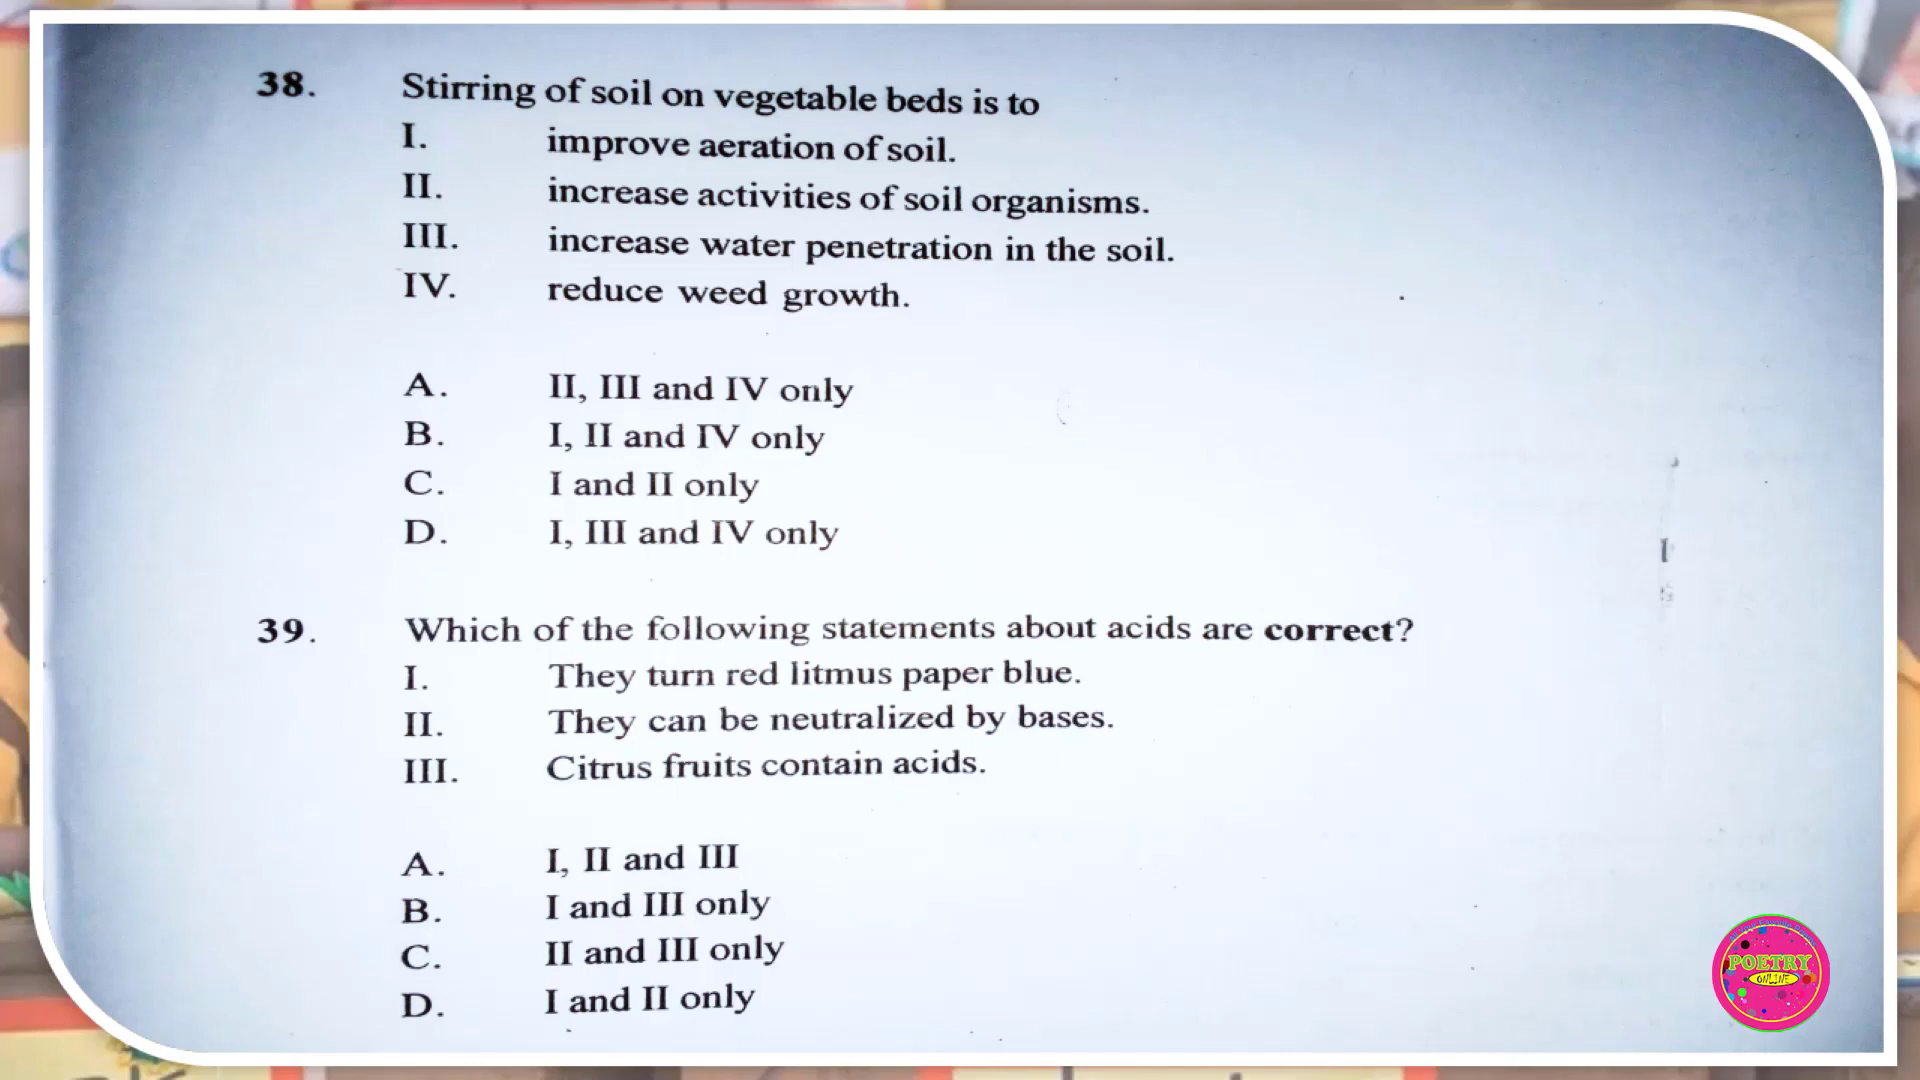 38. Stirring of soil on vegetable beds is to
I. improve aeration of soil.
II. increase activities of soil organisms.
III. increase water penetration in the soil.
IV. reduce weed growth.
A. II, III and IV only
B. I, II and IV only
C. I and II only
D. I, III and IV only
39. Which of the following statements about acids are correct?
I. They turn red litmus paper blue.
II. They can be neutralized by bases.
III. Citrus fruits contain acids.
A. I, II and III
B. I and III only
C. II and III only
D. I and II only
POETRY
ONLINE